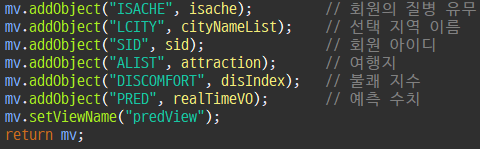 mv.addObject("ISACHE", isache);          // 회원의 질병 유무
mv.addObject("LCITY", cityNameList);     // 선택 지역 이름
mv.addObject("SID", sid);                // 회원 아이디
mv.addObject("ALIST", attraction);       // 여행지
mv.addObject("DISCOMFORT", disIndex);    // 불쾌 지수
mv.addObject("PRED", realTimeVO);        // 예측 수치
mv.setViewName("predView");
return mv;